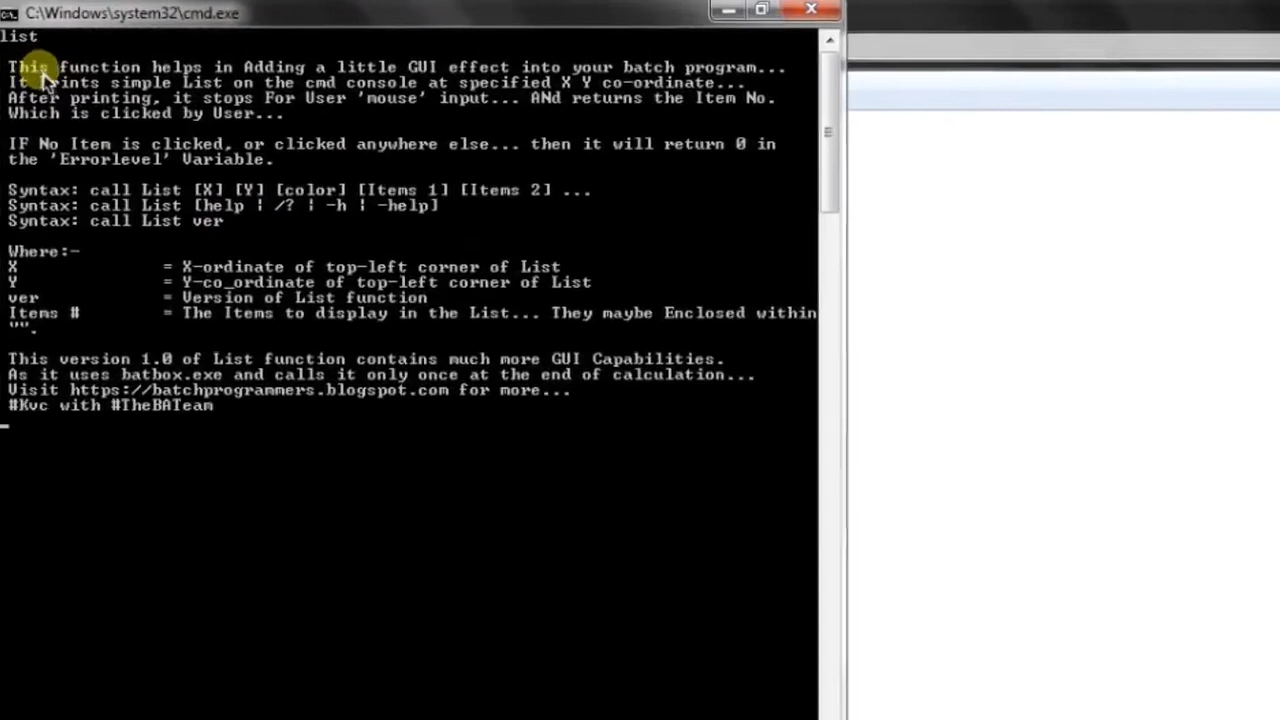 C:\Windows\system32\cmd.exe
list
This function helps in Adding a little GUI effect into your batch program...
It prints simple List on the cmd console at specified X Y co-ordinate...
After printing, it stops For User 'mouse' input... ANd returns the Item No.
Which is clicked by User...
IF No Item is clicked, or clicked anywhere else... then it will return 0 in
the 'Errorlevel' Variable.
Syntax: call List [X] [Y] [color] [Items 1] [Items 2] ...
Syntax: call List [help | /? | -h | -help]
Syntax: call List ver
Where:-
X = X-ordinate of top-left corner of List
Y = Y-co_ordinate of top-left corner of List
ver = Version of List function
Items # = The Items to display in the List... They maybe Enclosed within
"".
This version 1.0 of List function contains much more GUI Capabilities.
As it uses batbox.exe and calls it only once at the end of calculation...
Visit https://batchprogrammers.blogspot.com for more...
#Kvc with #TheBATeam